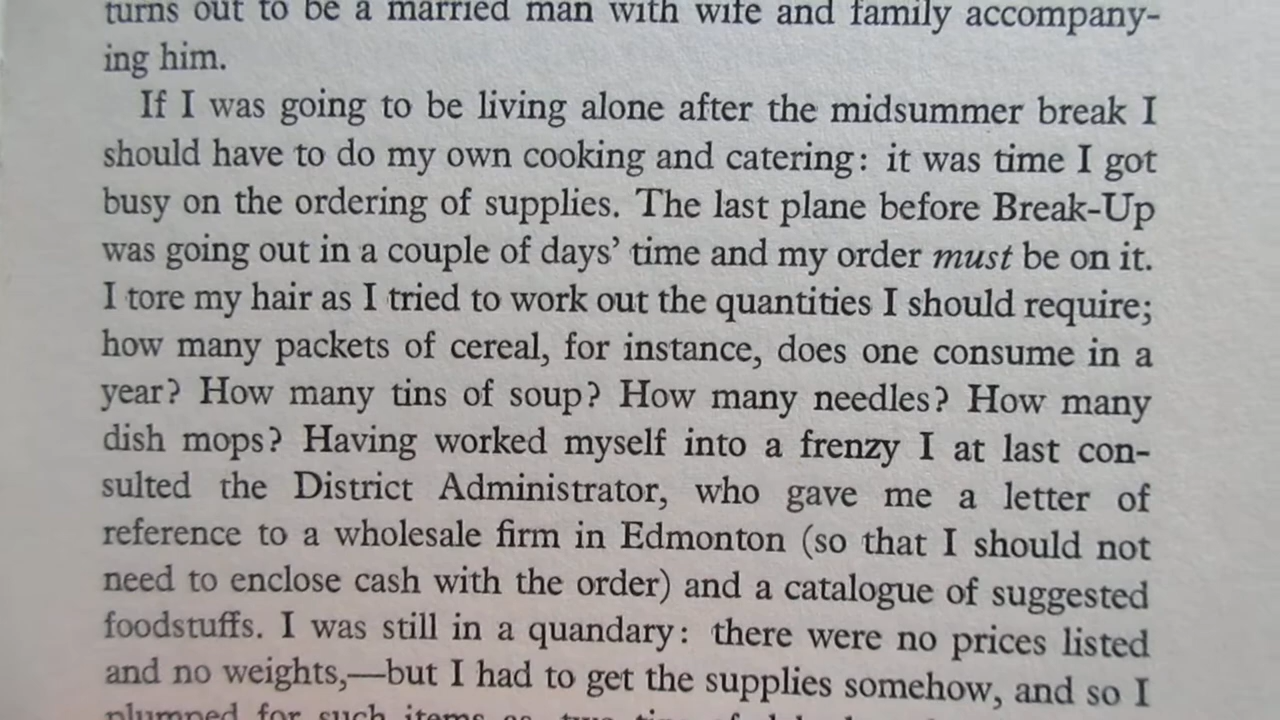 turns out to be a married man with wife and family accompany-
ing him.
If I was going to be living alone after the midsummer break I
should have to do my own cooking and catering: it was time I got
busy on the ordering of supplies. The last plane before Break-Up
was going out in a couple of days’ time and my order must be on it.
I tore my hair as I tried to work out the quantities I should require;
how many packets of cereal, for instance, does one consume in a
year? How many tins of soup? How many needles? How many
dish mops? Having worked myself into a frenzy I at last con-
sulted the District Administrator, who gave me a letter of
reference to a wholesale firm in Edmonton (so that I should not
need to enclose cash with the order) and a catalogue of suggested
foodstuffs. I was still in a quandary: there were no prices listed
and no weights,—but I had to get the supplies somehow, and so I
plumped for such items as